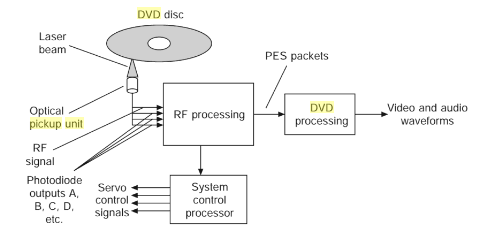 DVD disc
Laser
beam
PES packets
Optical
pickup unit
RF processing
DVD
processing
Video and audio
waveforms
RF
signal
Photodiode
outputs A,
B, C, D,
etc.
Servo
control
signals
System
control
processor